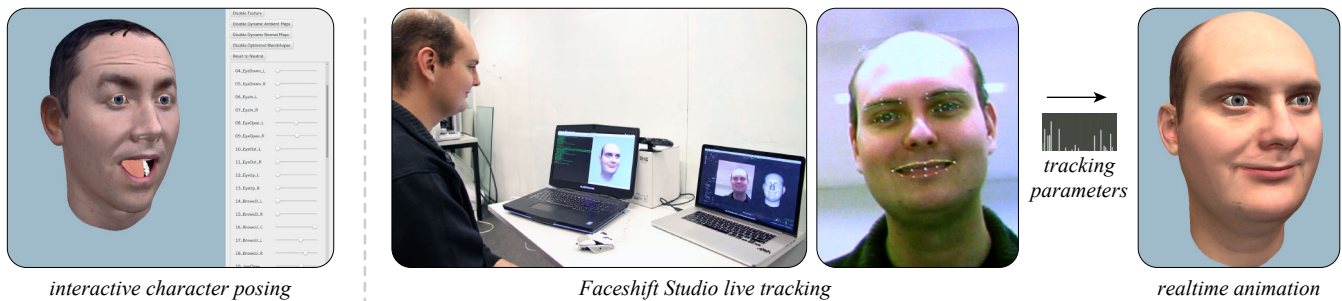 Disable Texture
Disable Dynamic Ambient Maps
Disable Dynamic Normal Maps
Disable Optimised Blendshapes
Reset to Neutral
04_EyeDown_L
05_EyeDown_R
06_EyeIn_L
07_EyeIn_R
08_EyeOpen_L
09_EyeOpen_R
10_EyeOut_L
11_EyeOut_R
12_EyeUp_L
13_EyeUp_R
14_BrowsD_L
15_BrowsD_R
16_BrowsU_C
17_BrowsU_L
18_BrowsU_R
tracking
parameters
interactive character posing
Faceshift Studio live tracking
realtime animation